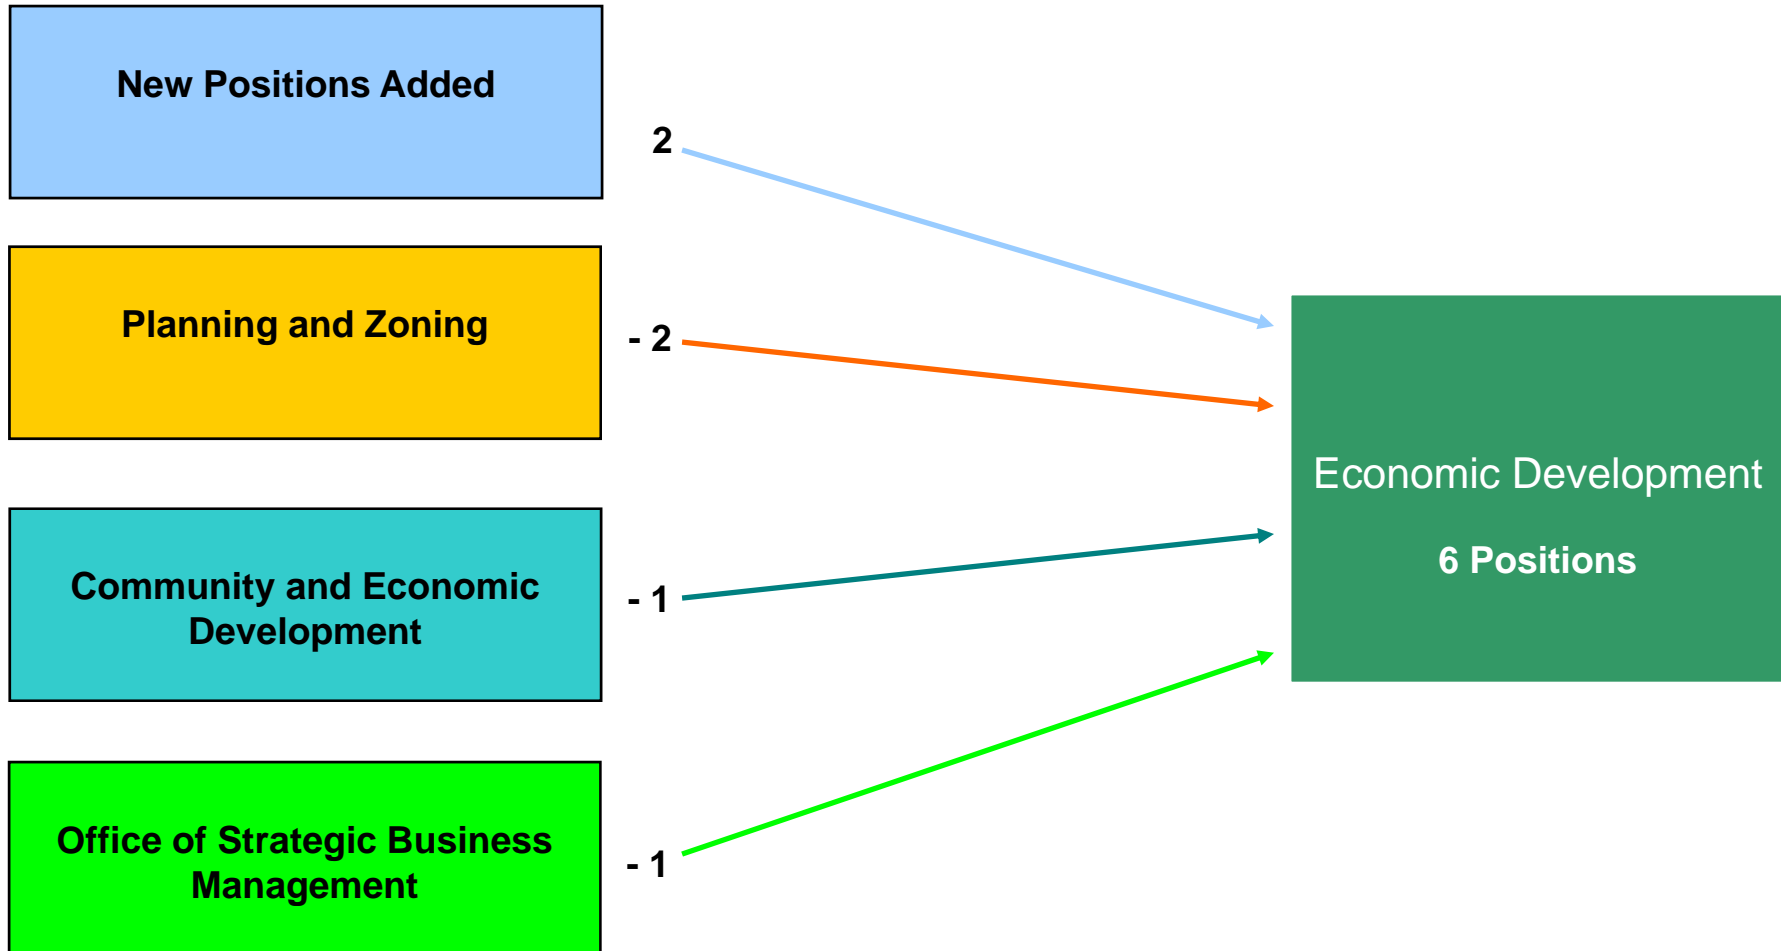 New Positions Added
2
Planning and Zoning
- 2
Community and Economic
Development
- 1
Office of Strategic Business
Management
- 1
Economic Development
6 Positions